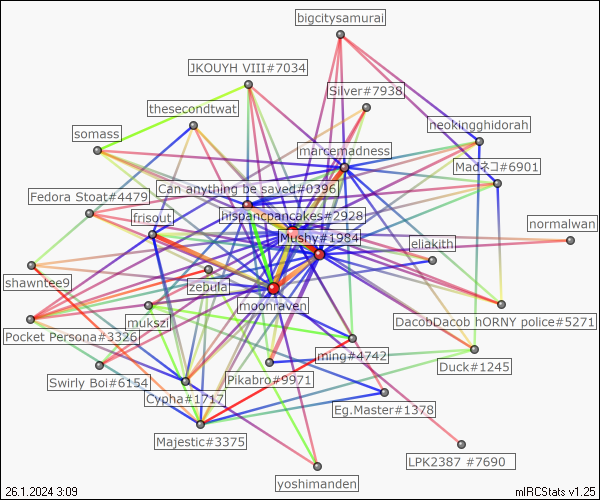 bigcitysamurai
JKOUYH VIII#7034
Silver#7938
thesecondtwat
neokingghidorah
somass
marcemadness
Madネコ#6901
Can anything be saved#0396
Fedora Stoat#4479
frisout
hispancpancakes#2928
normalwan
Mushy#1984
eliakith
shawntee9
zebula
moonraven
DacobDacob hORNY police#5271
mukszi
Pocket Persona#3326
ming#4742
Duck#1245
Swirly Boi#6154
Pikabro#9971
Cypha#1717
Eg.Master#1378
Majestic#3375
LPK2387 #7690
yoshimanden
26.1.2024 3:09
mIRCStats v1.25